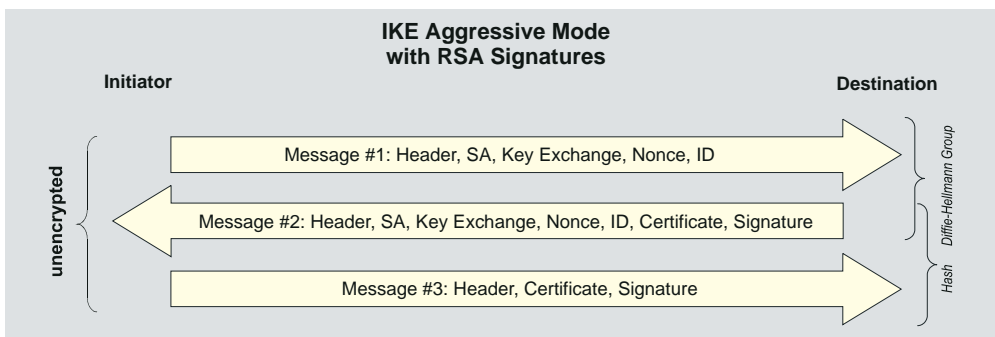 IKE Aggressive Mode
with RSA Signatures
Initiator
Destination
Message #1: Header, SA, Key Exchange, Nonce, ID
Message #2: Header, SA, Key Exchange, Nonce, ID, Certificate, Signature
Message #3: Header, Certificate, Signature
unencrypted
Diffie-Hellmann Group
Hash